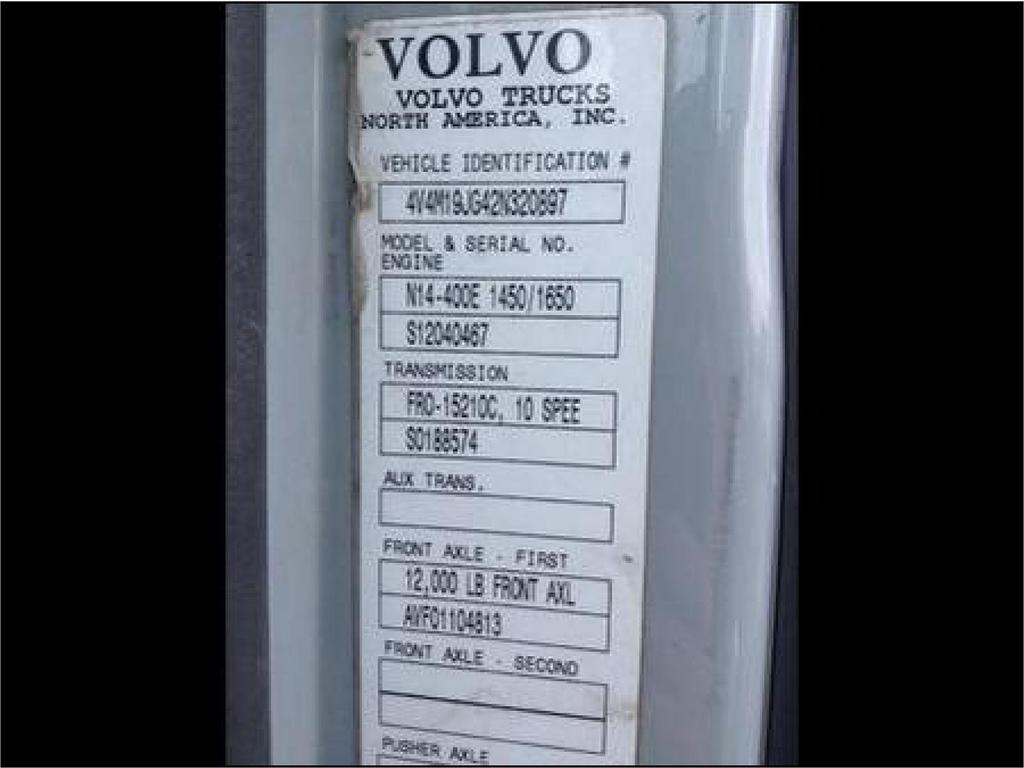 VOLVO
VOLVO TRUCKS
NORTH AMERICA, INC.
VEHICLE IDENTIFICATION #
4V4M19JG42N320897
MODEL & SERIAL NO.
ENGINE
N14-400E 1450/1650
S12040467
TRANSMISSION
FRO-15210C, 10 SPEE
S0188574
AUX TRANS.
FRONT AXLE - FIRST
12,000 LB FRONT AXL
AVF01104813
FRONT AXLE - SECOND
PUSHER AXLE